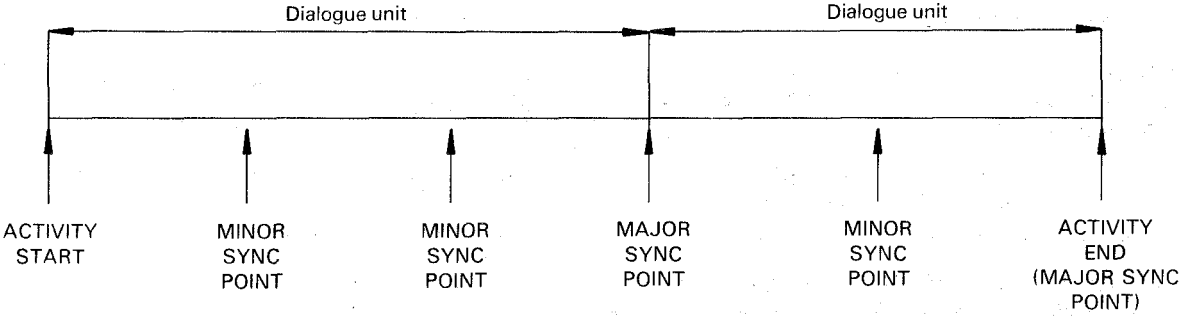 Dialogue unit
Dialogue unit
ACTIVITY
START
MINOR
SYNC
POINT
MINOR
SYNC
POINT
MAJOR
SYNC
POINT
MINOR
SYNC
POINT
ACTIVITY
END
(MAJOR SYNC
POINT)